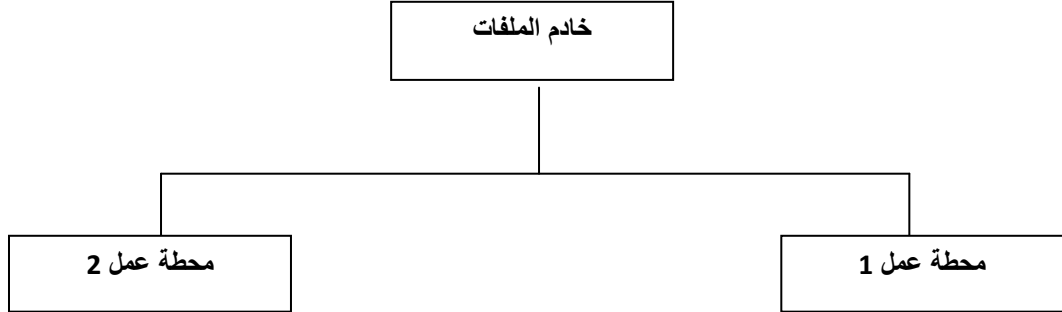 خادم الملفات
محطة عمل 1
محطة عمل 2